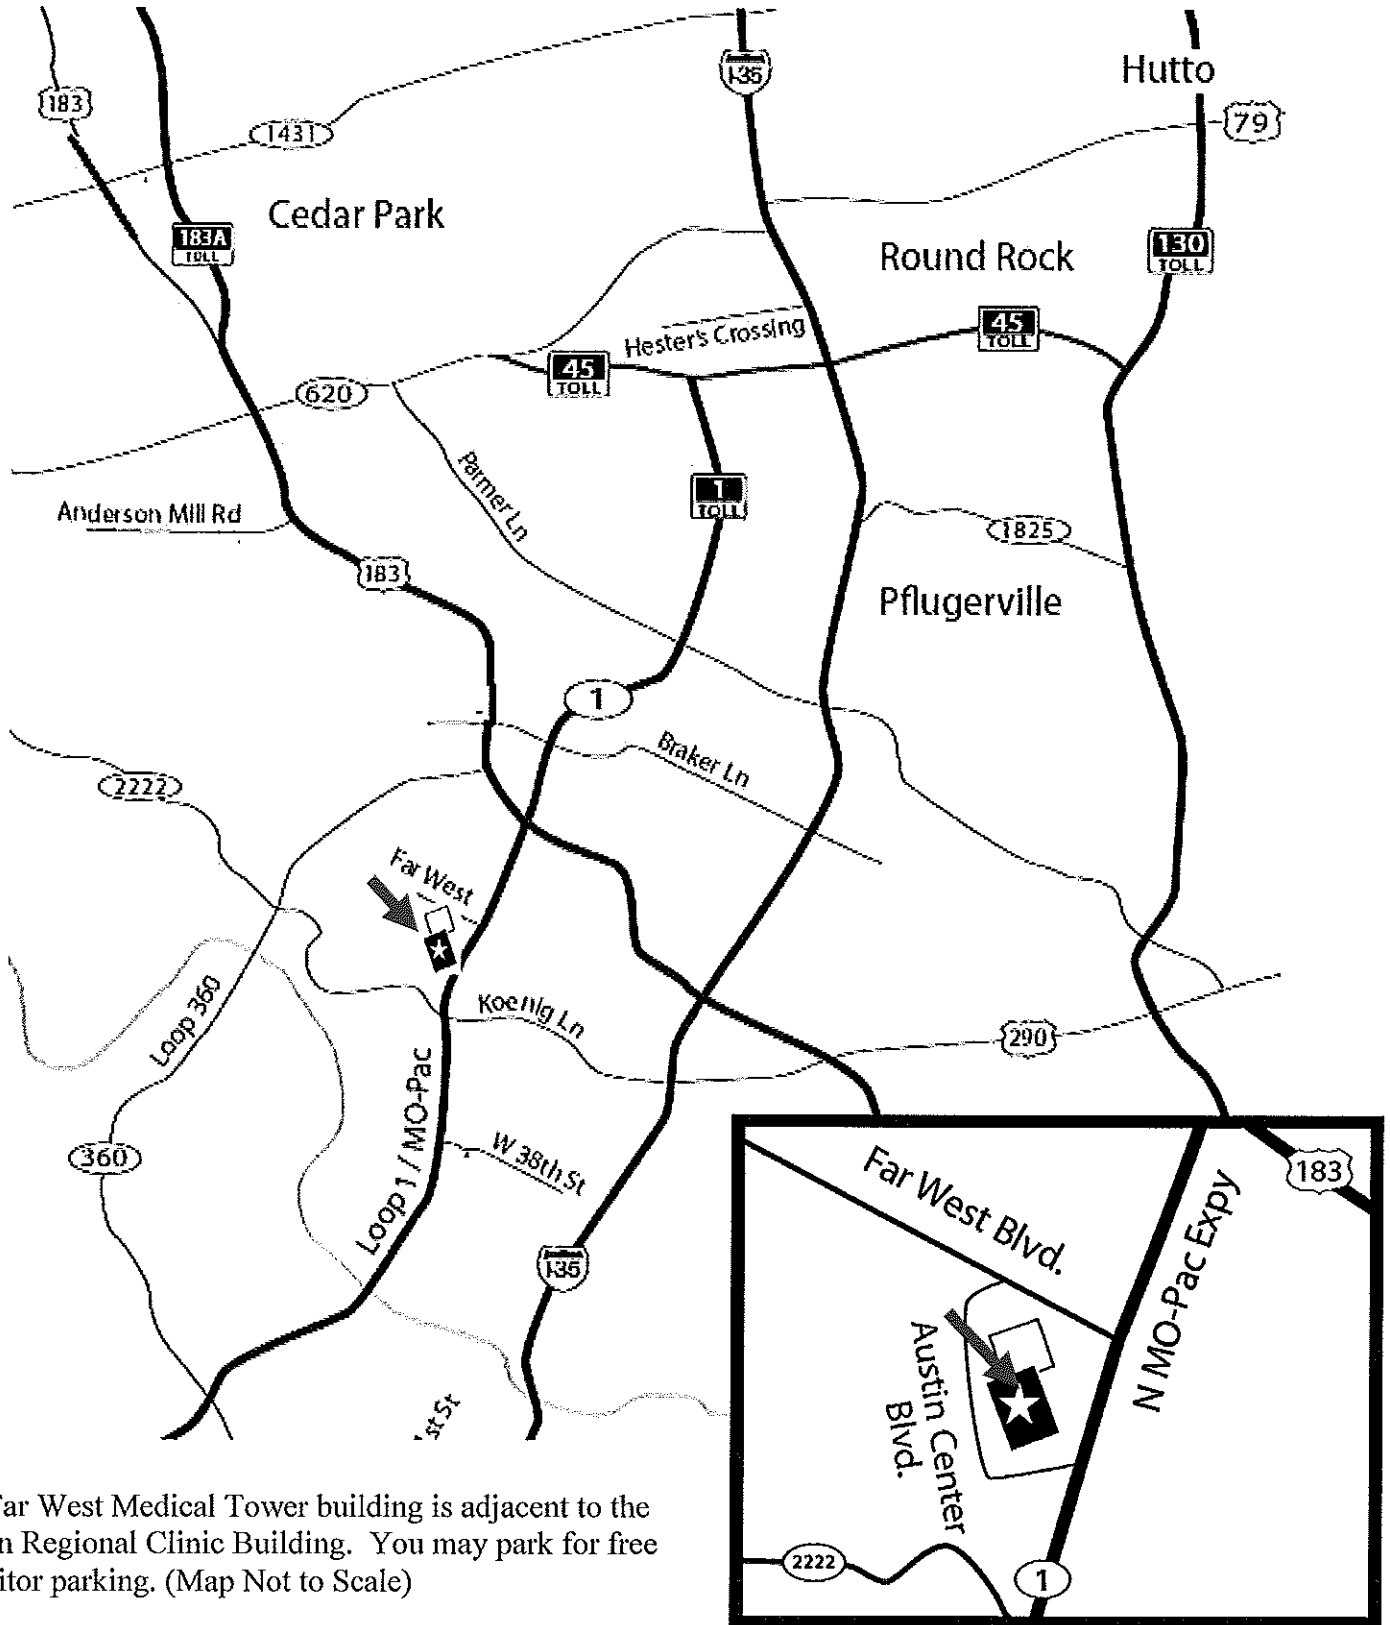 I-35
Hutto
183
79
1431
Cedar Park
183A
TOLL
Round Rock
130
TOLL
45
TOLL
Hester's Crossing
45
TOLL
620
Parmer Ln
1
TOLL
Anderson Mill Rd
1825
183
Pflugerville
1
Braker Ln
2222
Far West
Loop 360
Koenig Ln
290
Loop 1 / MO-Pac
W 38th St
360
I-35
1st St
Far West Blvd.
183
N MO-Pac Expy
Austin Center
Blvd.
2222
1
Far West Medical Tower building is adjacent to the
n Regional Clinic Building.  You may park for free
itor parking. (Map Not to Scale)